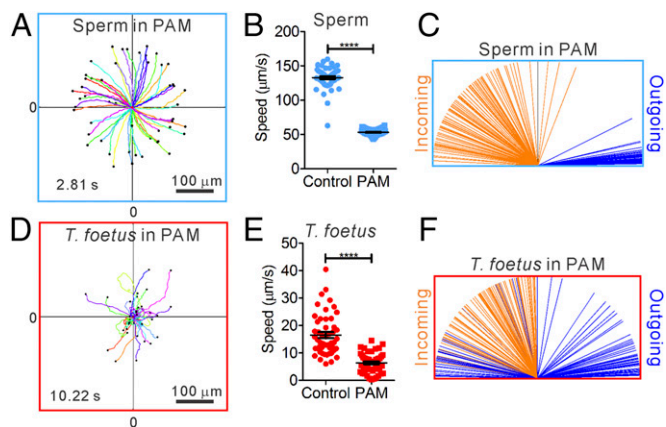 A
Sperm in PAM
0
2.81 s
100 µm
0
B
Sperm
****
200
150
100
50
0
Speed (µm/s)
Control PAM
C
Sperm in PAM
Incoming
Outgoing
D
T. foetus in PAM
0
10.22 s
100 µm
0
E
T. foetus
****
50
40
30
20
10
0
Speed (µm/s)
Control PAM
F
T. foetus in PAM
Incoming
Outgoing